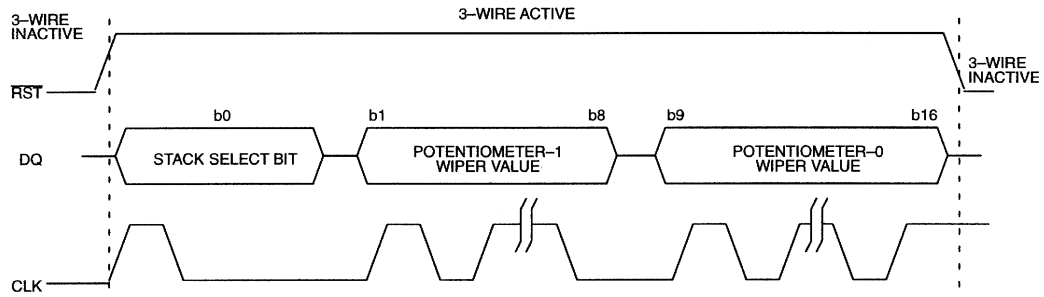 3–WIRE ACTIVE
3–WIRE
INACTIVE
3–WIRE
INACTIVE
RST
b0
b1
b8
b9
b16
DQ
STACK SELECT BIT
POTENTIOMETER–1
WIPER VALUE
POTENTIOMETER–0
WIPER VALUE
CLK